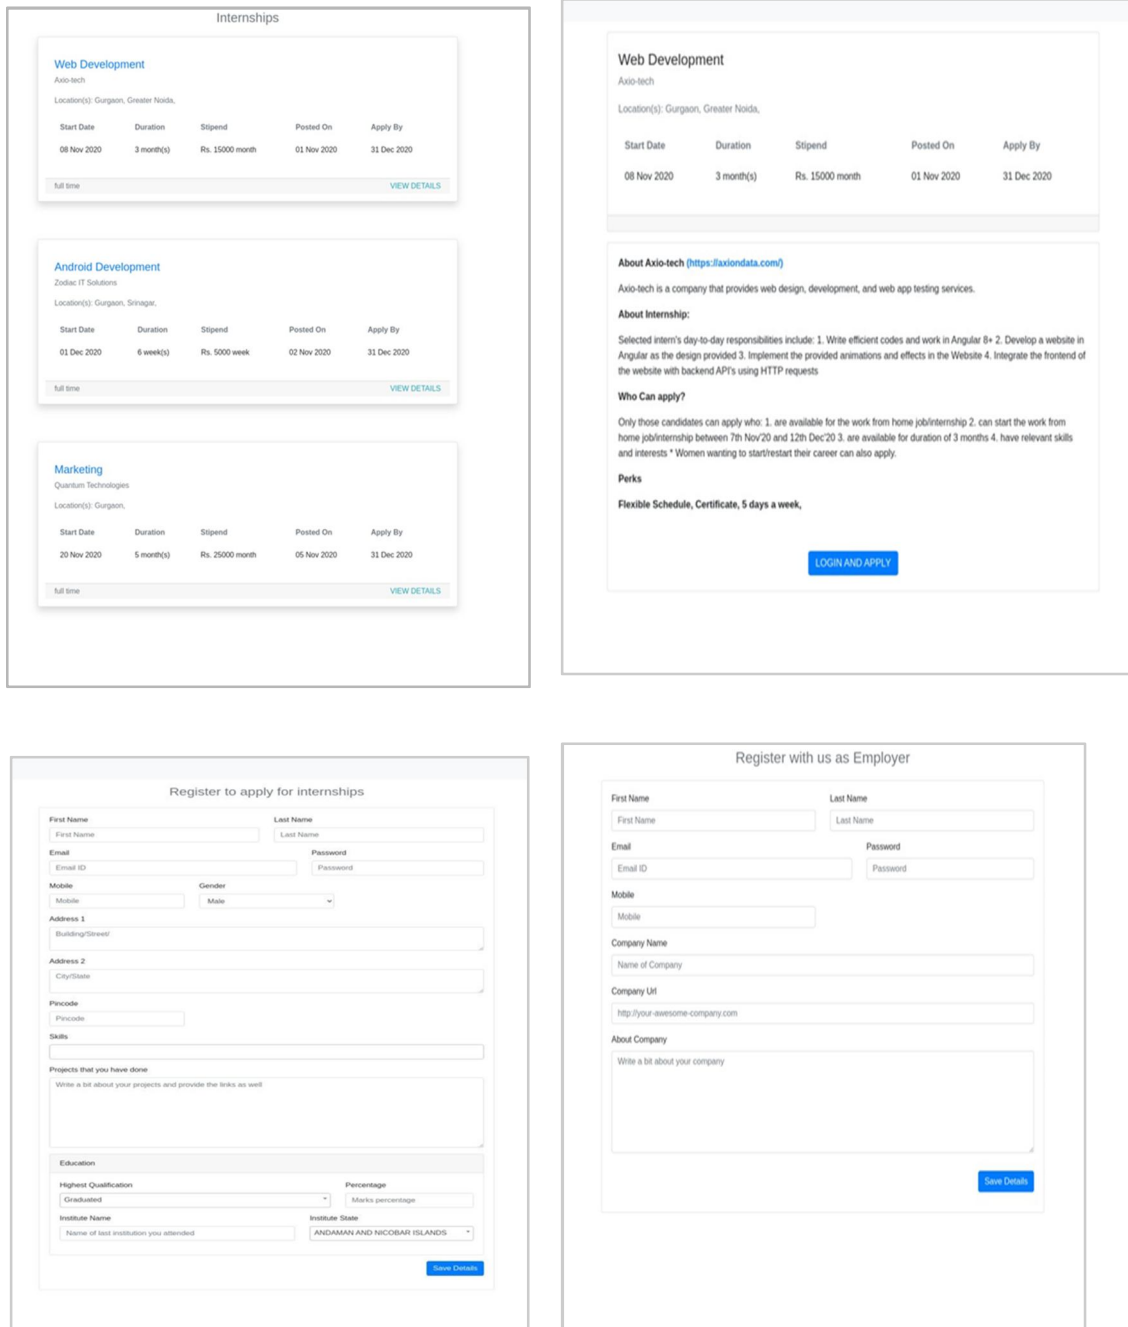 Internships
Web Development
Axio-tech
Location(s): Gurgaon, Greater Noida,
Start Date Duration Stipend Posted On Apply By
08 Nov 2020 3 month(s) Rs. 15000 month 01 Nov 2020 31 Dec 2020
full time VIEW DETAILS
Android Development
Zodiac IT Solutions
Location(s): Gurgaon, Srinagar,
Start Date Duration Stipend Posted On Apply By
01 Dec 2020 6 week(s) Rs. 5000 week 02 Nov 2020 31 Dec 2020
full time VIEW DETAILS
Marketing
Quantum Technologies
Location(s): Gurgaon,
Start Date Duration Stipend Posted On Apply By
20 Nov 2020 5 month(s) Rs. 25000 month 05 Nov 2020 31 Dec 2020
full time VIEW DETAILS
Web Development
Axio-tech
Location(s): Gurgaon, Greater Noida,
Start Date Duration Stipend Posted On Apply By
08 Nov 2020 3 month(s) Rs. 15000 month 01 Nov 2020 31 Dec 2020
About Axio-tech (https://axiondata.com/)
Axio-tech is a company that provides web design, development, and web app testing services.
About Internship:
Selected intern's day-to-day responsibilities include: 1. Write efficient codes and work in Angular 8+ 2. Develop a website in
Angular as the design provided 3. Implement the provided animations and effects in the Website 4. Integrate the frontend of
the website with backend API's using HTTP requests
Who Can apply?
Only those candidates can apply who: 1. are available for the work from home job/internship 2. can start the work from
home job/internship between 7th Nov'20 and 12th Dec'20 3. are available for duration of 3 months 4. have relevant skills
and interests * Women wanting to start/restart their career can also apply.
Perks
Flexible Schedule, Certificate, 5 days a week,
LOGIN AND APPLY
Register to apply for internships
First Name Last Name
First Name Last Name
Email Password
Email ID Password
Mobile Gender
Mobile Male
Address 1
Building/Street/
Address 2
City/State
Pincode
Pincode
Skills
Projects that you have done
Write a bit about your projects and provide the links as well
Education
Highest Qualification Percentage
Graduated Marks percentage
Institute Name Institute State
Name of last institution you attended ANDAMAN AND NICOBAR ISLANDS
Save Details
Register with us as Employer
First Name Last Name
First Name Last Name
Email Password
Email ID Password
Mobile
Mobile
Company Name
Name of Company
Company Url
http://your-awesome-company.com
About Company
Write a bit about your company
Save Details